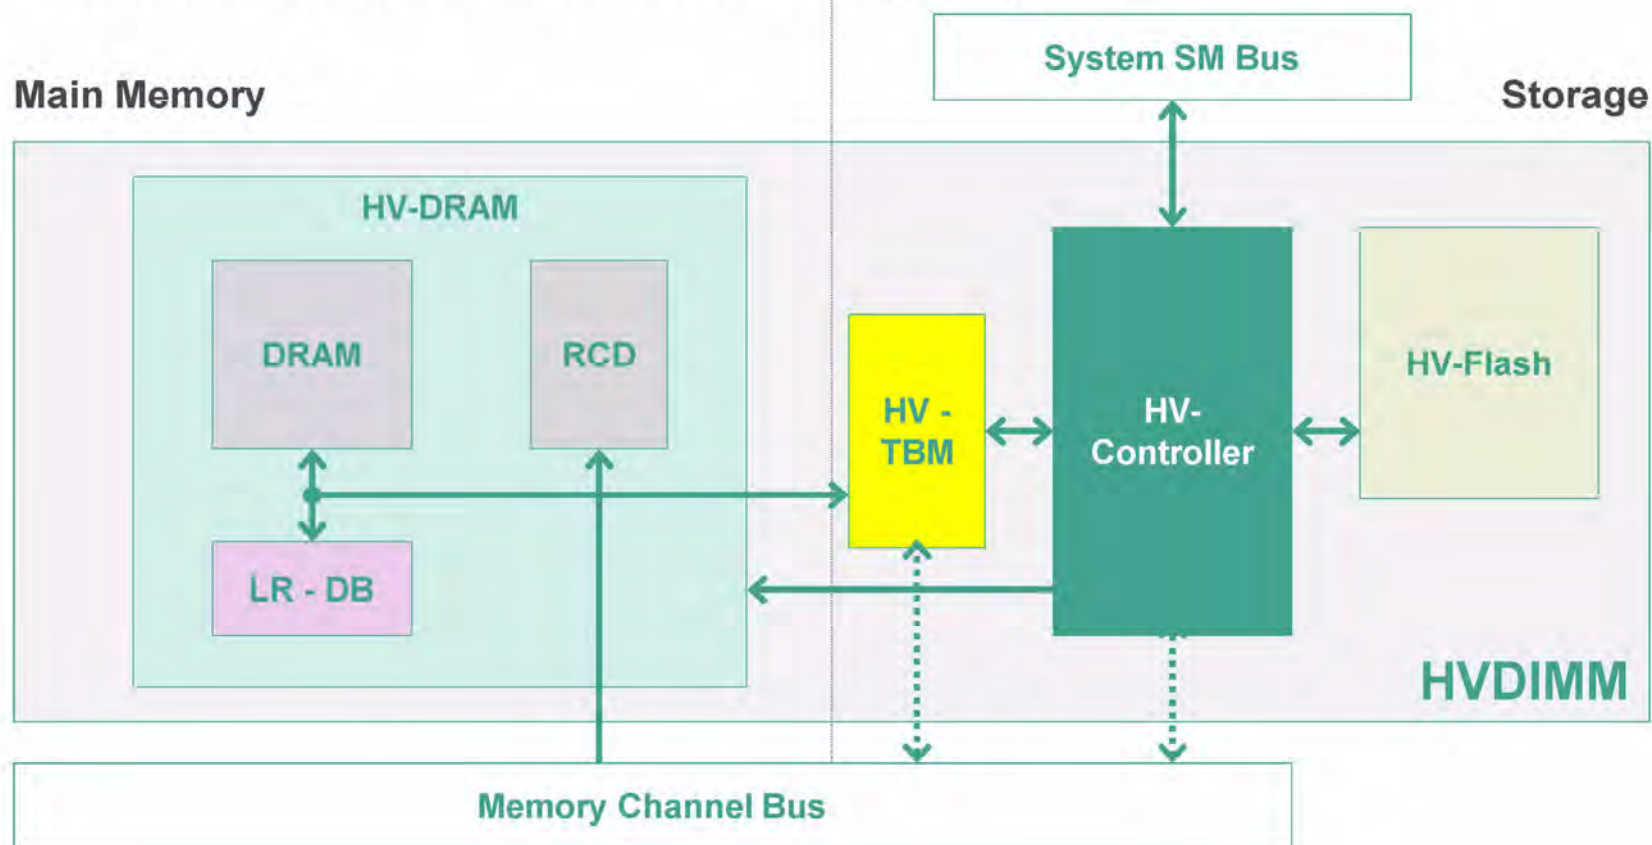 System SM Bus
Main Memory
Storage
HV-DRAM
DRAM
RCD
HV -
TBM
HV-
Controller
HV-Flash
LR - DB
HVDIMM
Memory Channel Bus